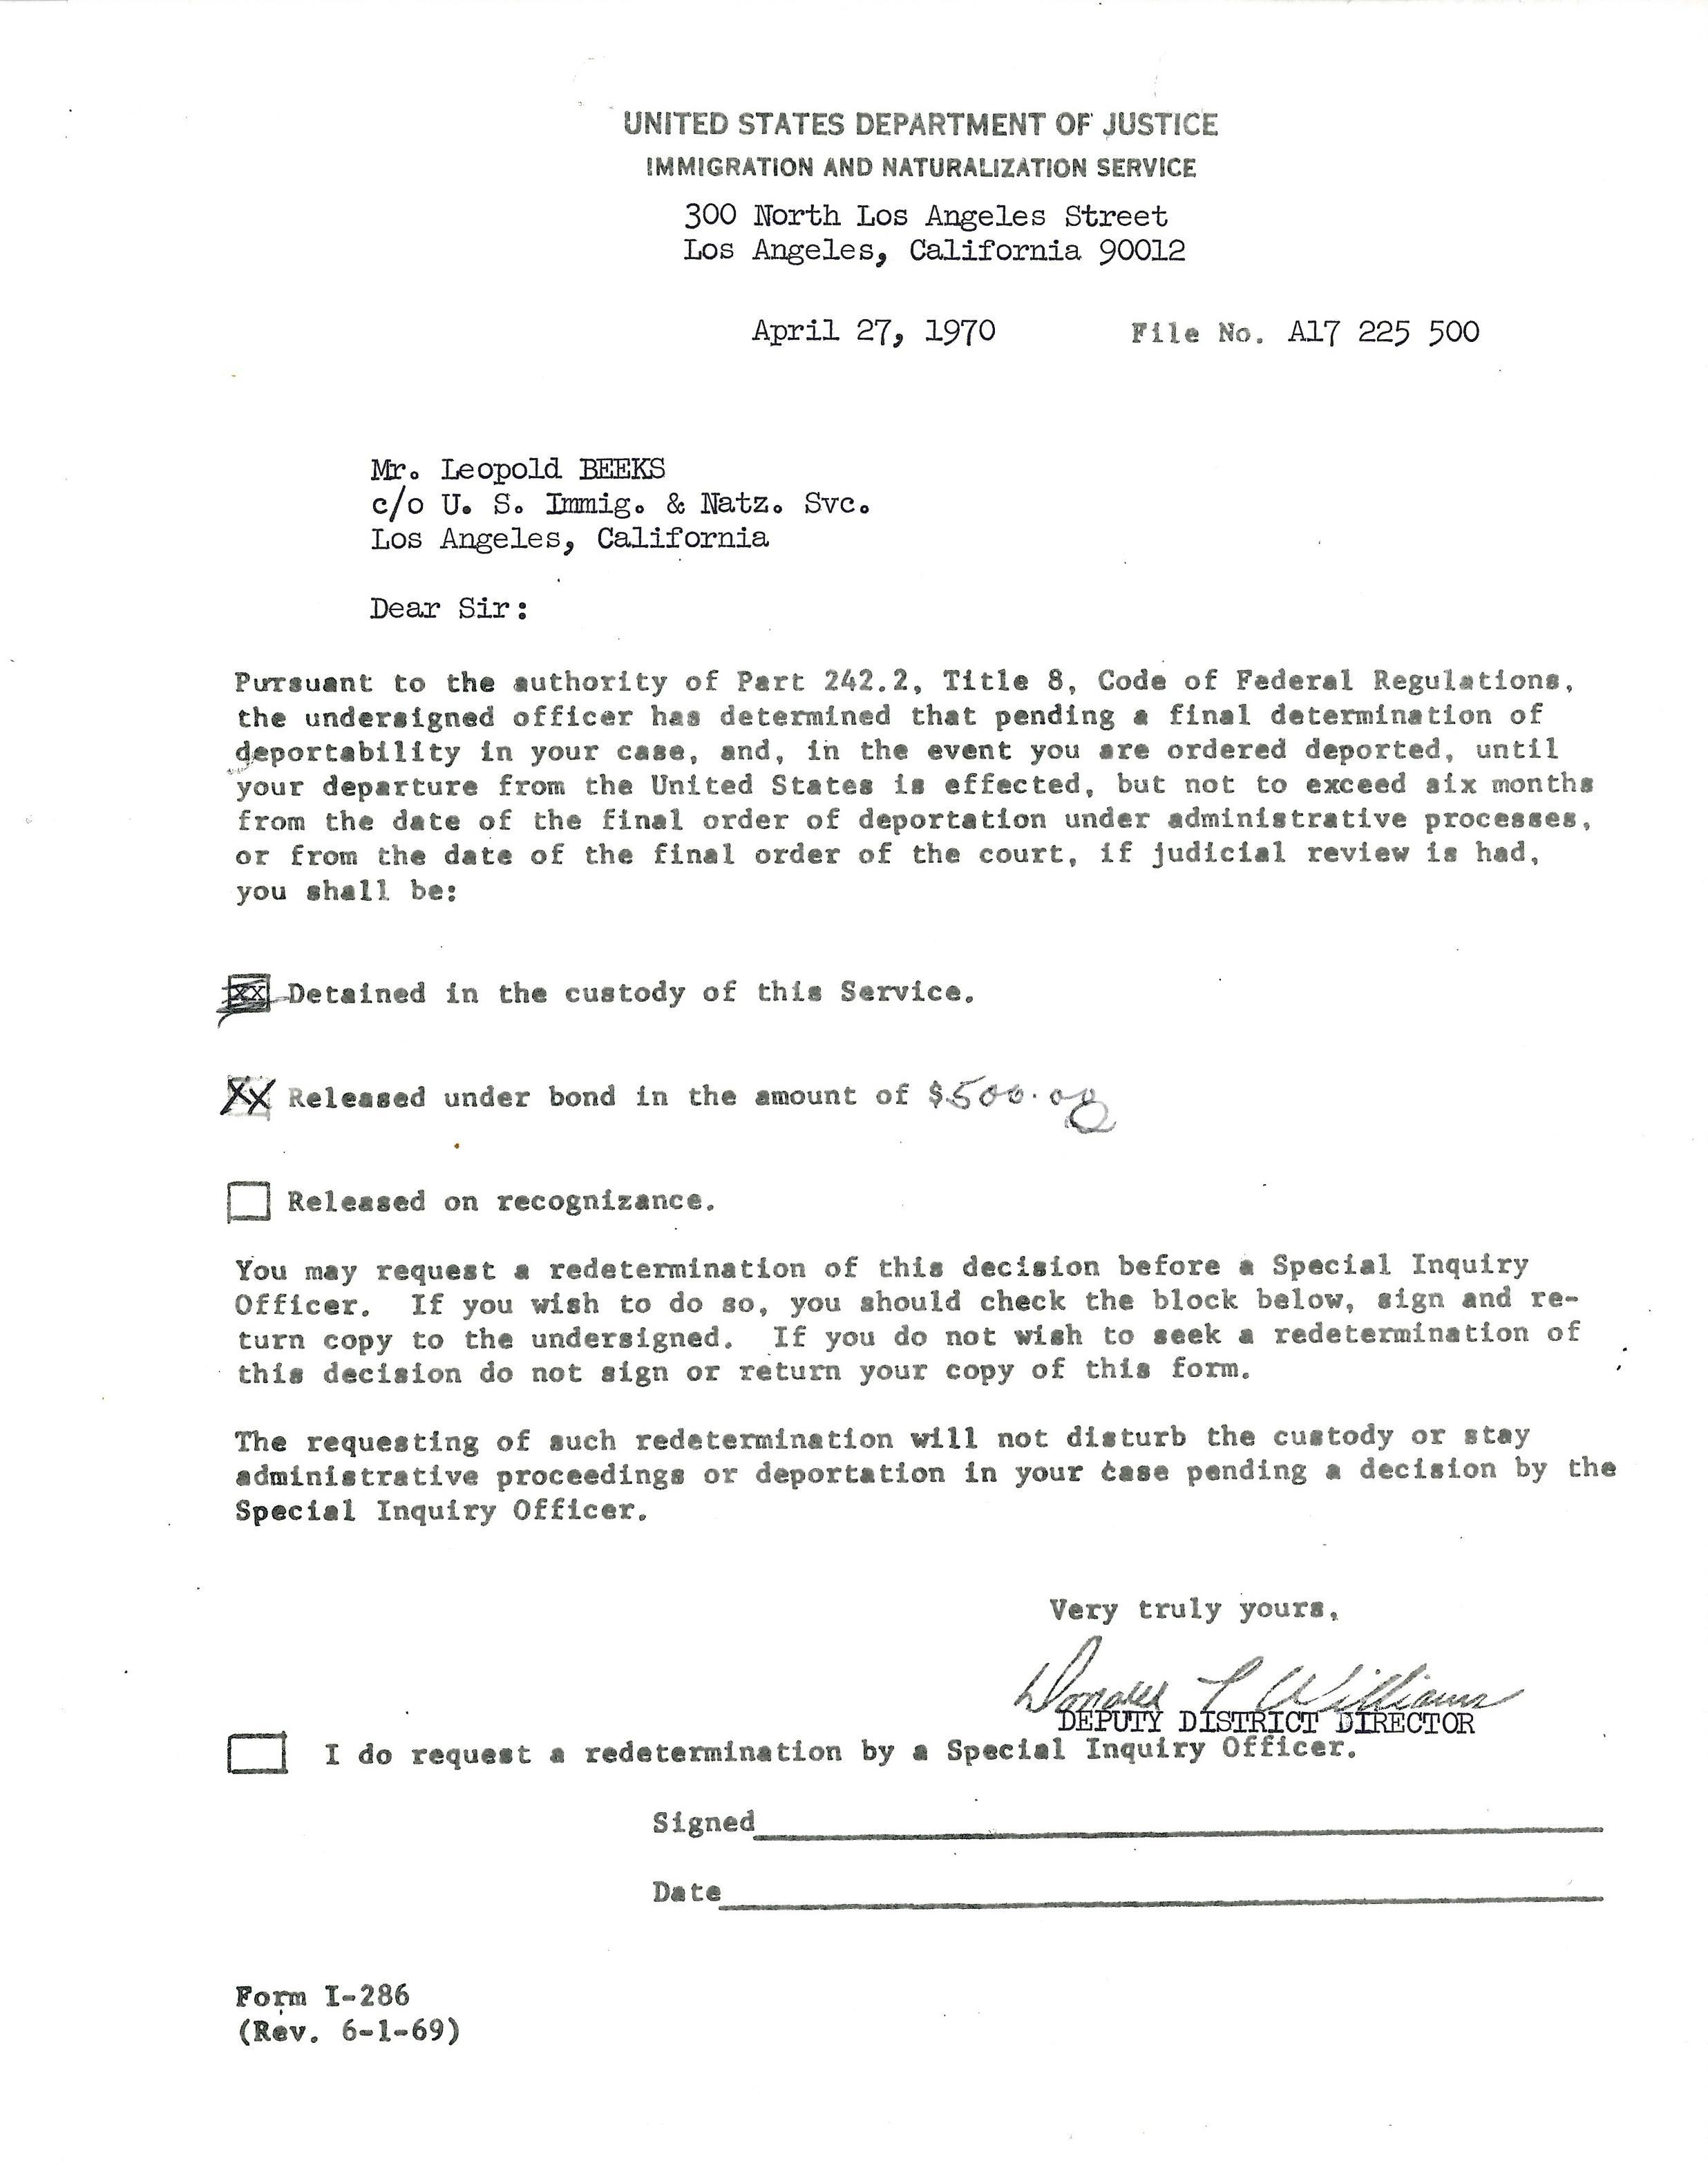 UNITED STATES DEPARTMENT OF JUSTICE
IMMIGRATION AND NATURALIZATION SERVICE
300 North Los Angeles Street
Los Angeles, California 90012
April 27, 1970 File No. A17 225 500
Mr. Leopold BEEKS
c/o U. S. Immig. & Natz. Svc.
Los Angeles, California
Dear Sir:
Pursuant to the authority of Part 242.2, Title 8, Code of Federal Regulations,
the undersigned officer has determined that pending a final determination of
deportability in your case, and, in the event you are ordered deported, until
your departure from the United States is effected, but not to exceed six months
from the date of the final order of deportation under administrative processes,
or from the date of the final order of the court, if judicial review is had,
you shall be:
XX Detained in the custody of this Service.
XX Released under bond in the amount of $500.00
Released on recognizance.
You may request a redetermination of this decision before a Special Inquiry
Officer. If you wish to do so, you should check the block below, sign and re-
turn copy to the undersigned. If you do not wish to seek a redetermination of
this decision do not sign or return your copy of this form.
The requesting of such redetermination will not disturb the custody or stay
administrative proceedings or deportation in your case pending a decision by the
Special Inquiry Officer.
Very truly yours,
Donald L Williams
DEPUTY DISTRICT DIRECTOR
I do request a redetermination by a Special Inquiry Officer.
Signed
Date
Form I-286
(Rev. 6-1-69)